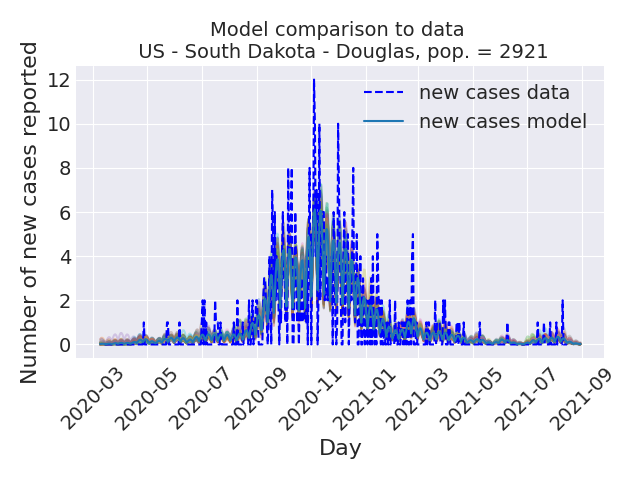 Model comparison to data
US - South Dakota - Douglas, pop. = 2921
Number of new cases reported
12
10
8
6
4
2
0
new cases data
new cases model
2020-03
2020-05
2020-07
2020-09
2020-11
2021-01
2021-03
2021-05
2021-07
2021-09
Day